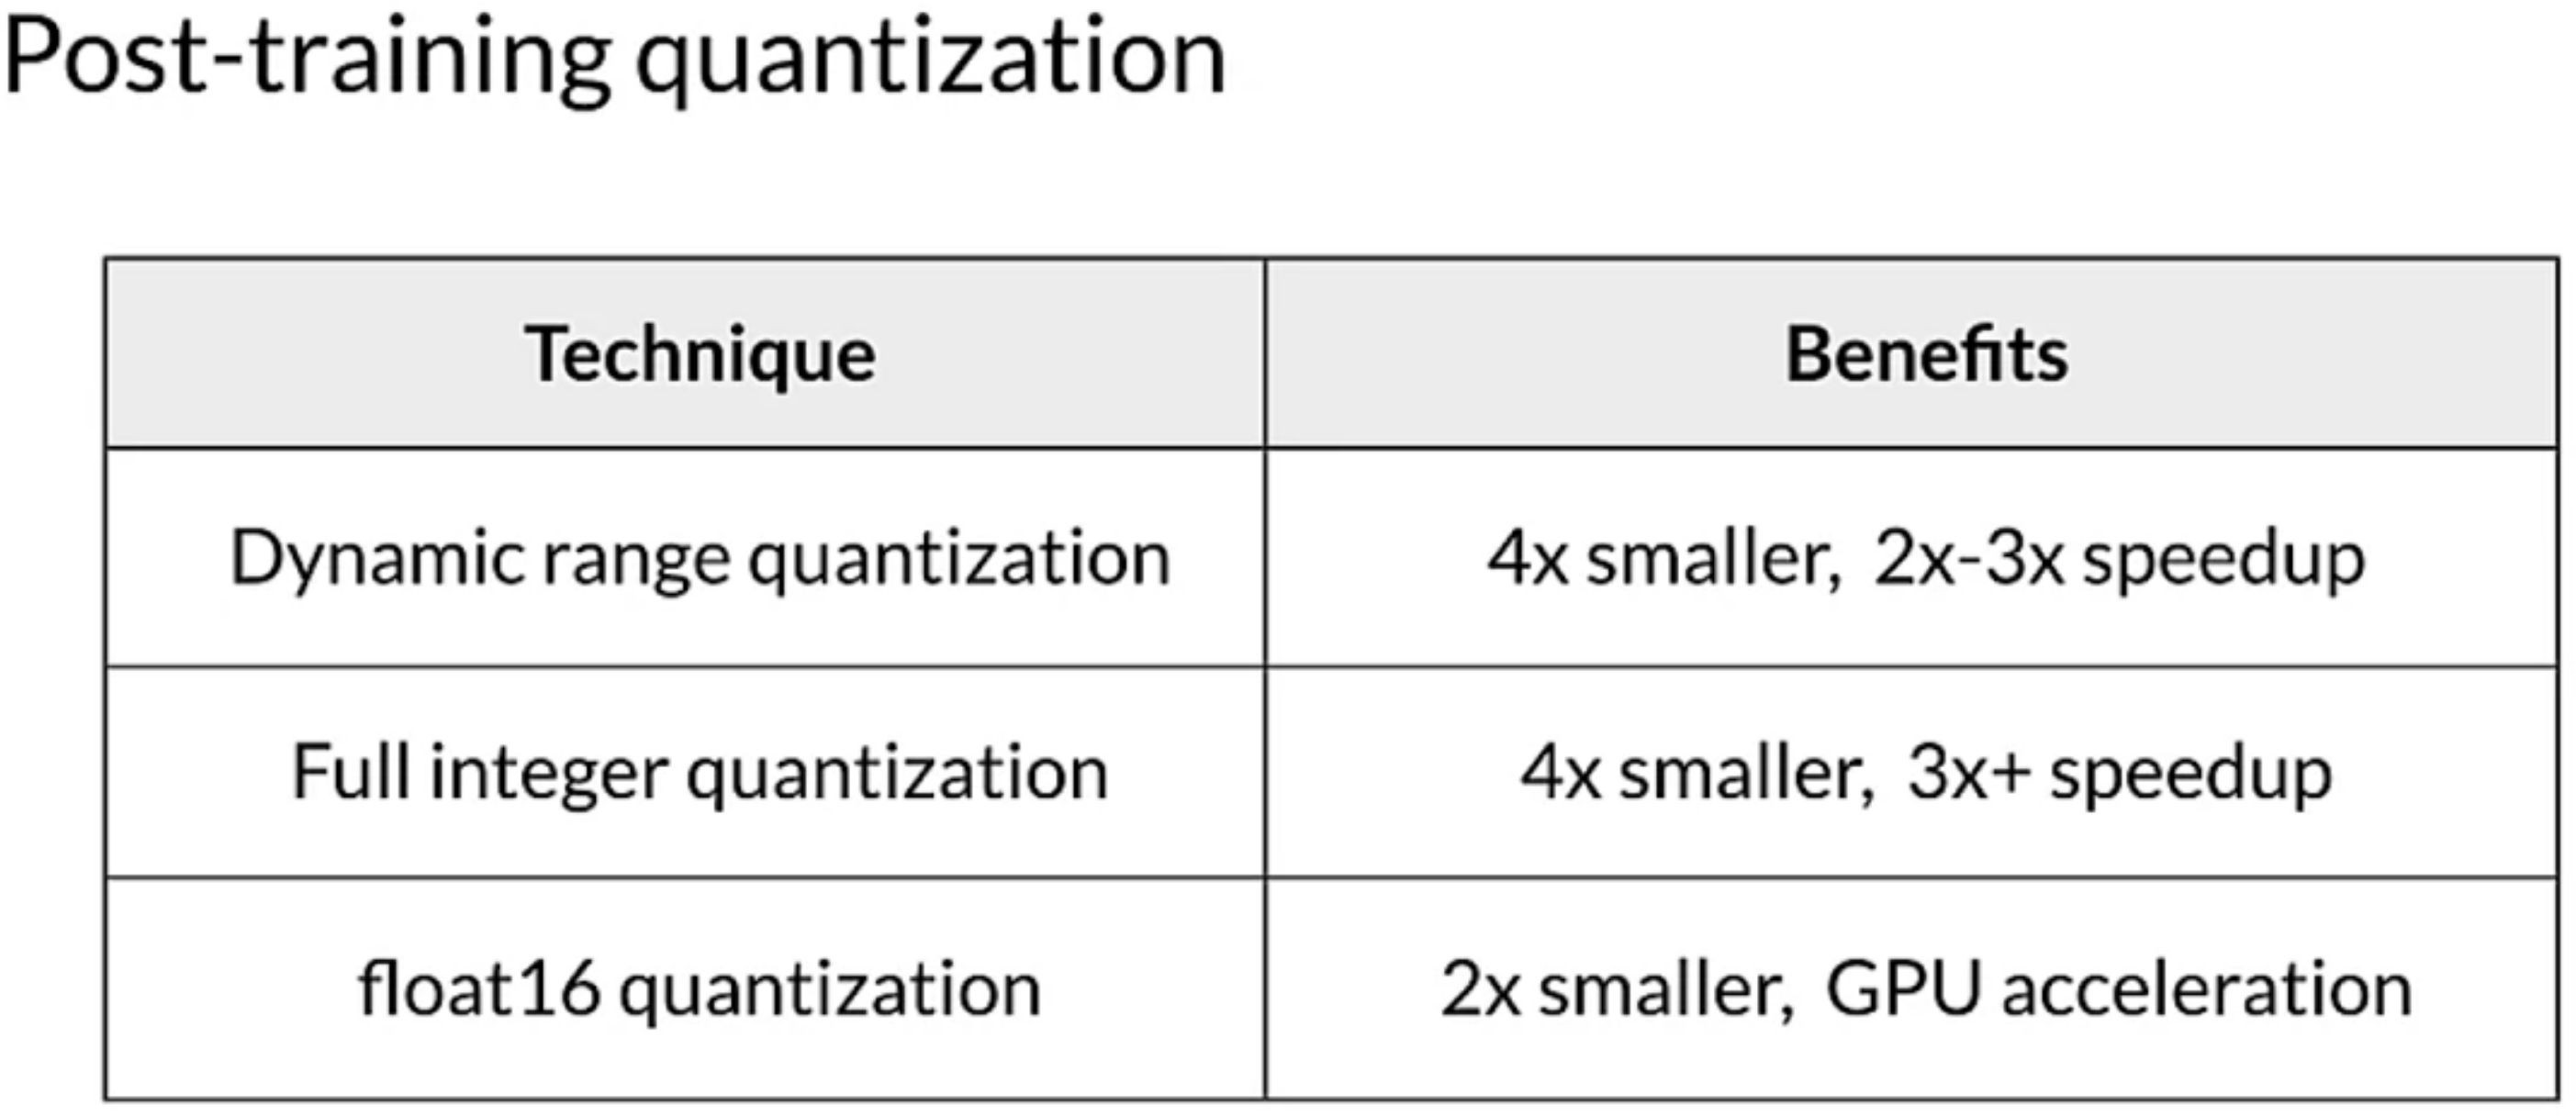 Post-training quantization
Technique
Benefits
Dynamic range quantization
4x smaller, 2x-3x speedup
Full integer quantization
4x smaller, 3x+ speedup
float16 quantization
2x smaller, GPU acceleration